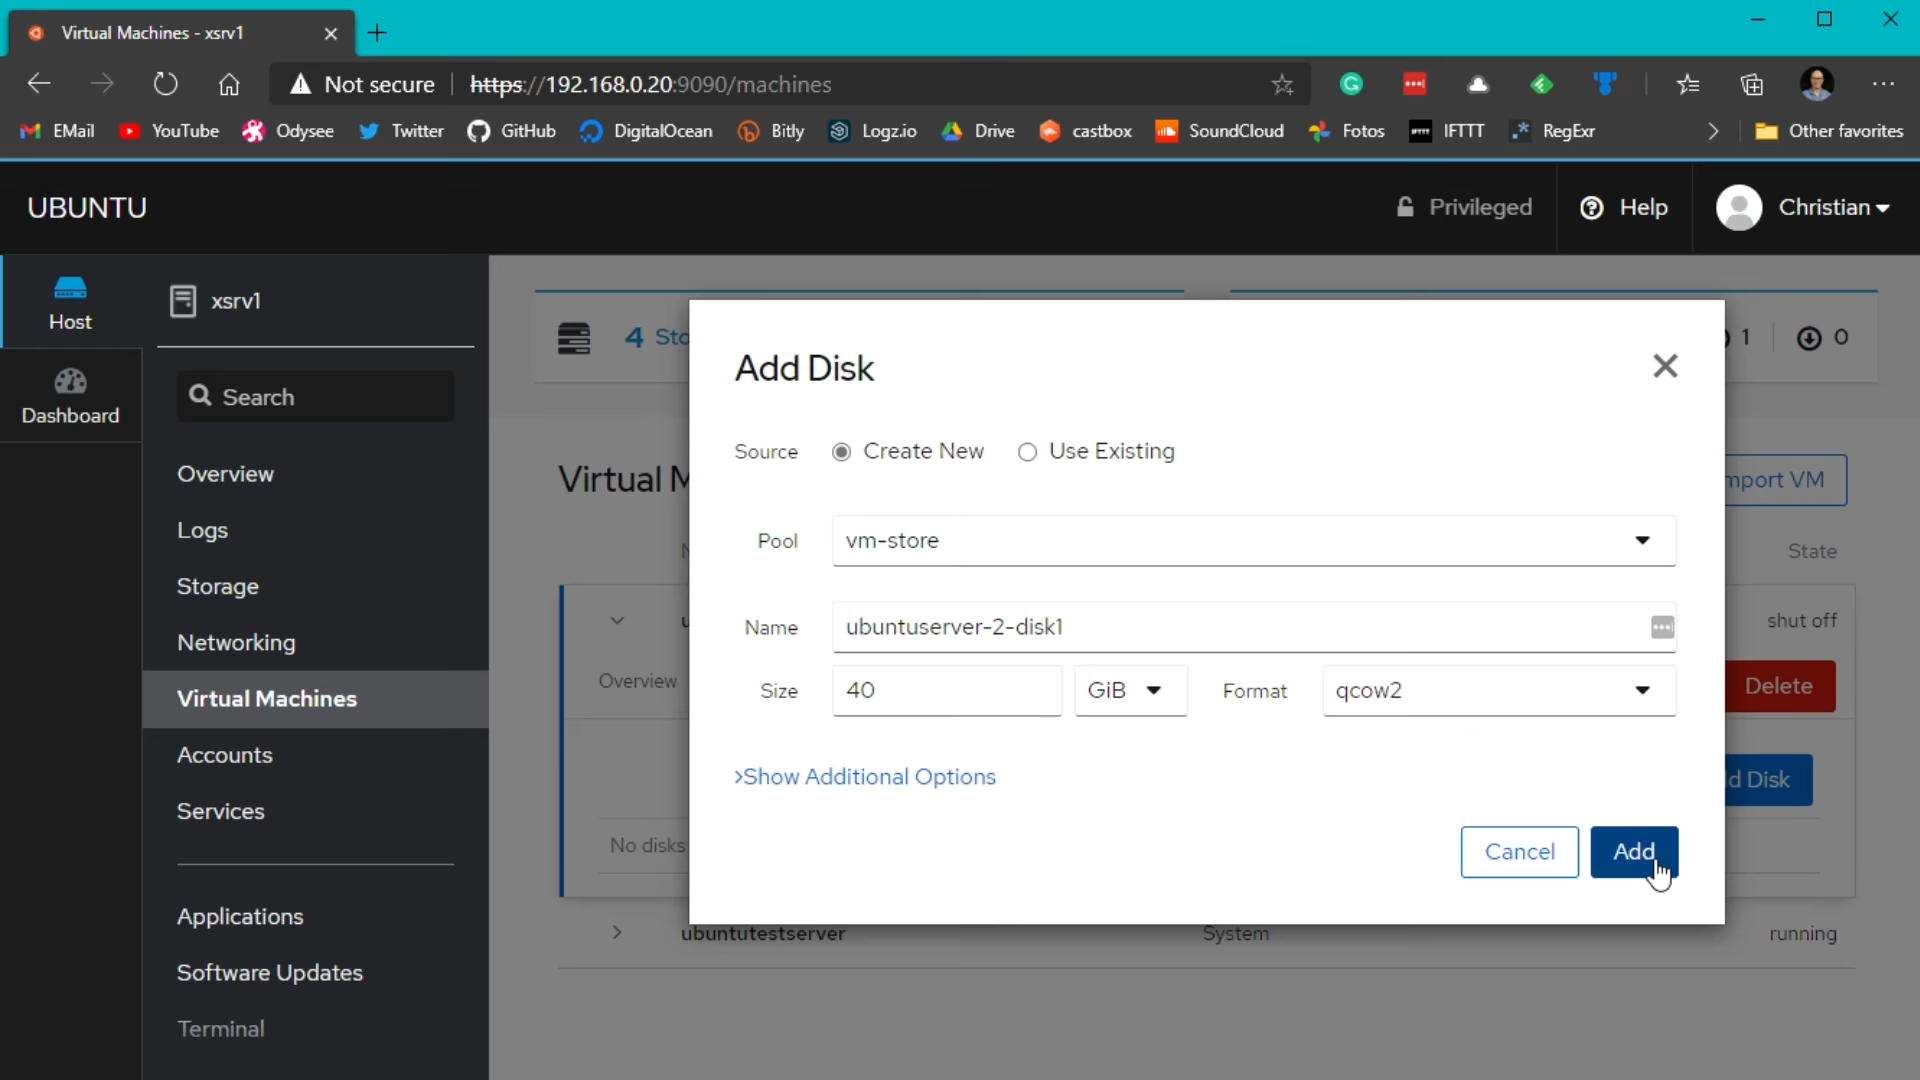 Virtual Machines - xsrv1
Not secure https://192.168.0.20:9090/machines
EMail YouTube Odysee Twitter GitHub DigitalOcean Bitly Logz.io Drive castbox SoundCloud Fotos IFTTT RegExr Other favorites
UBUNTU
Privileged
Help
Christian
Host
xsrv1
Dashboard
Search
Overview
Logs
Storage
Networking
Virtual Machines
Accounts
Services
Applications
Software Updates
Terminal
4 Sto
1
0
Virtual M
mport VM
State
shut off
Overview
Delete
d Disk
No disks
ubuntutestserver System running
Add Disk
Source Create New Use Existing
Pool vm-store
Name ubuntuserver-2-disk1
Size 40 GiB Format qcow2
>Show Additional Options
Cancel Add